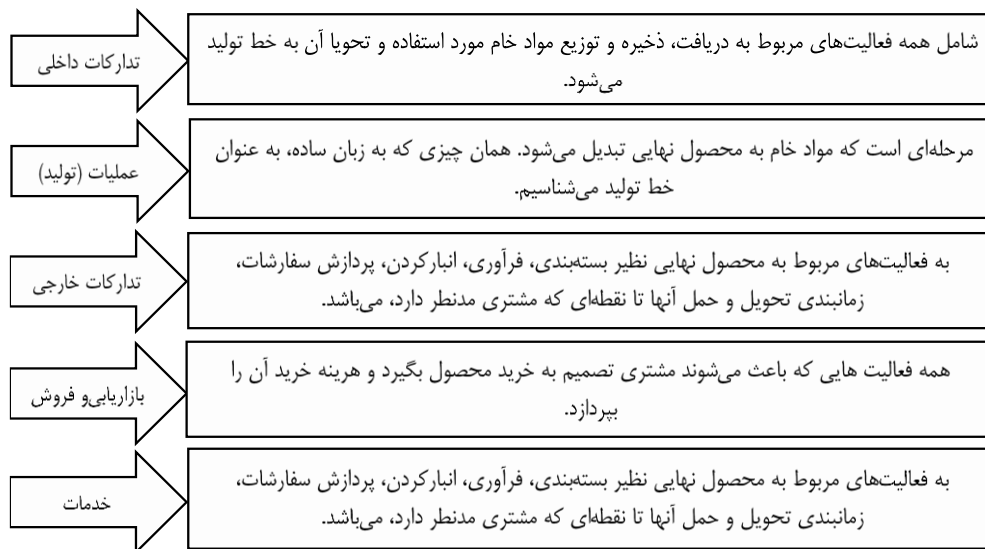 تدارکات داخلی
شامل همه فعالیت‌های مربوط به دریافت، ذخیره و توزیع مواد خام مورد استفاده و تحویا آن به خط تولید
می‌شود.
عملیات (تولید)
مرحله‌ای است که مواد خام به محصول نهایی تبدیل می‌شود. همان چیزی که به زبان ساده، به عنوان
خط تولید می‌شناسیم.
تدارکات خارجی
به فعالیت‌های مربوط به محصول نهایی نظیر بسته‌بندی، فرآوری، انبارکردن، پردازش سفارشات،
زمانبندی تحویل و حمل آنها تا نقطه‌ای که مشتری مدنطر دارد، می‌باشد.
بازاریابی‌و فروش
همه فعالیت هایی که باعث می‌شوند مشتری تصمیم به خرید محصول بگیرد و هرینه خرید آن را
بپردازد.
خدمات
به فعالیت‌های مربوط به محصول نهایی نظیر بسته‌بندی، فرآوری، انبارکردن، پردازش سفارشات،
زمانبندی تحویل و حمل آنها تا نقطه‌ای که مشتری مدنطر دارد، می‌باشد.